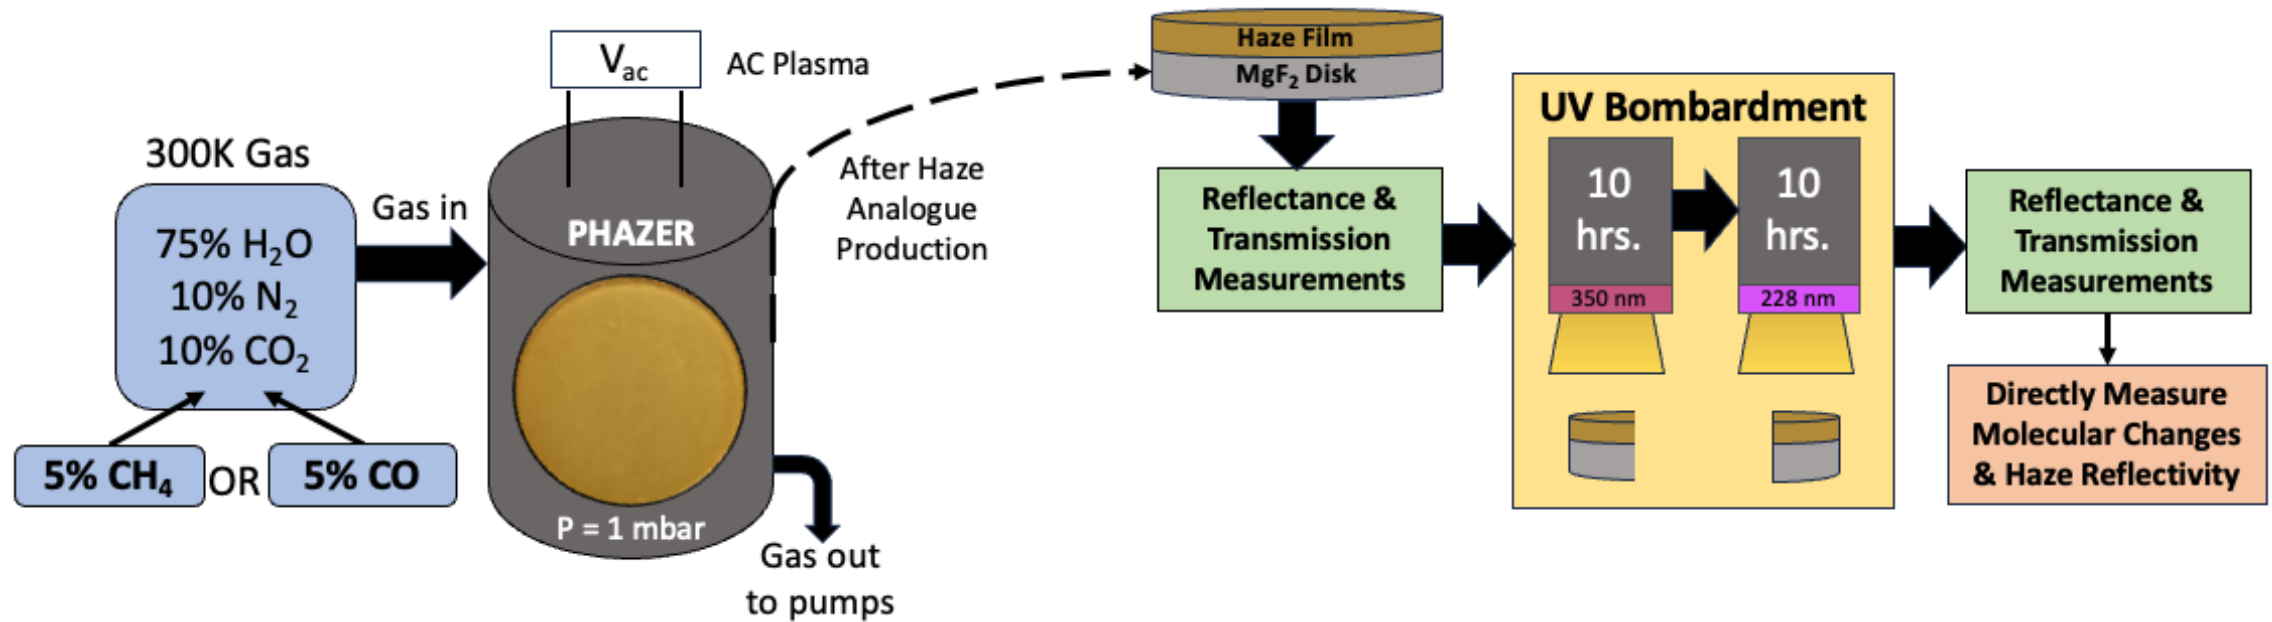 300K Gas
75% H₂O
10% N₂
10% CO₂
5% CH₄
OR
5% CO
Gas in
Vac
AC Plasma
PHAZER
P = 1 mbar
Gas out
to pumps
After Haze
Analogue
Production
Haze Film
MgF₂ Disk
Reflectance &
Transmission
Measurements
UV Bombardment
10
hrs.
350 nm
10
hrs.
228 nm
Reflectance &
Transmission
Measurements
Directly Measure
Molecular Changes
& Haze Reflectivity